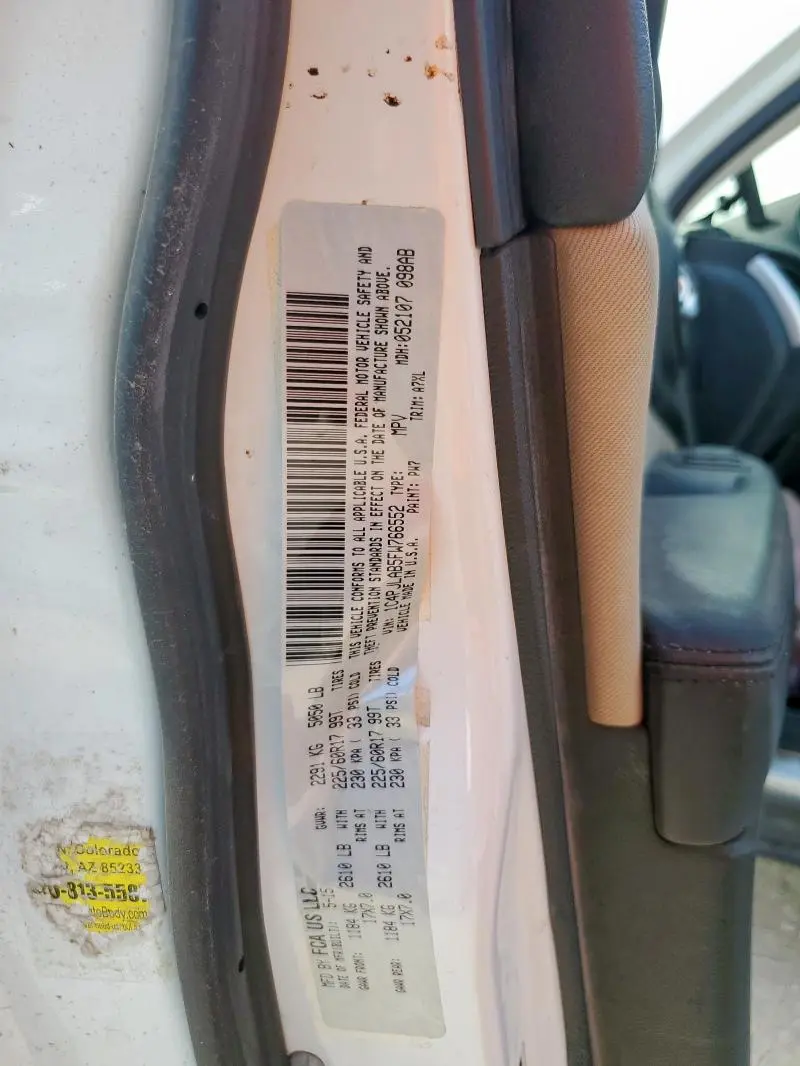 MFD BY FCA US LLC
DATE OF MFR 5-15 GVWR: 2291 KG 5050 LB
GAWR FRONT: 1184 KG 2610 LB WITH 225/60R17 99T TIRES
17X7.0 RIMS AT 230 KPA ( 33 PSI) COLD
GAWR REAR: 1184 KG 2610 LB WITH 225/60R17 99T TIRES
17X7.0 RIMS AT 230 KPA ( 33 PSI) COLD
THIS VEHICLE CONFORMS TO ALL APPLICABLE U.S.A. FEDERAL MOTOR VEHICLE SAFETY AND
THEFT PREVENTION STANDARDS IN EFFECT ON THE DATE OF MANUFACTURE SHOWN ABOVE.
VIN: 1C4PJLAB5FW766552 TYPE: MPV MDH:052107 098AB
VEHICLE MADE IN U.S.A. PAINT: PW7 TRIM: A7XL
Colorado
AZ 85233